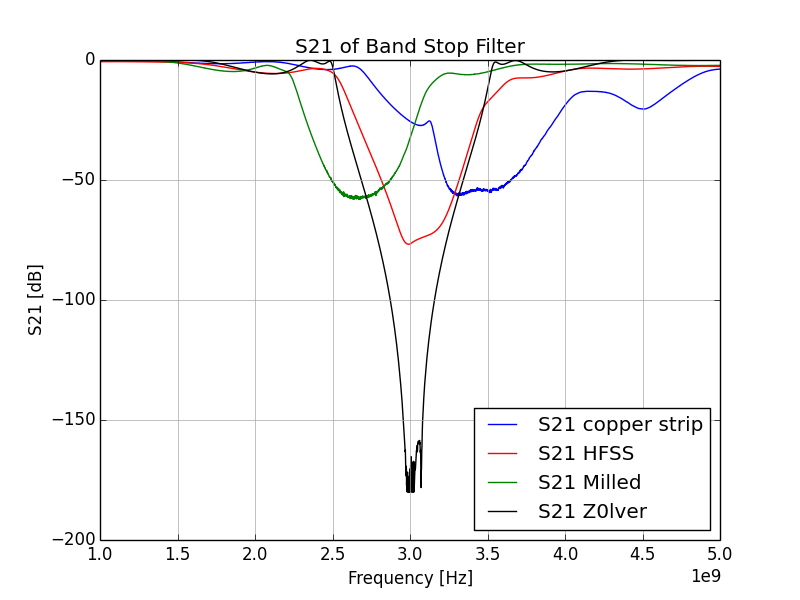 S21 of Band Stop Filter
0
−50
−100
−150
−200
S21 [dB]
S21 copper strip
S21 HFSS
S21 Milled
S21 Z0lver
1.0 1.5 2.0 2.5 3.0 3.5 4.0 4.5 5.0
Frequency [Hz]
1e9